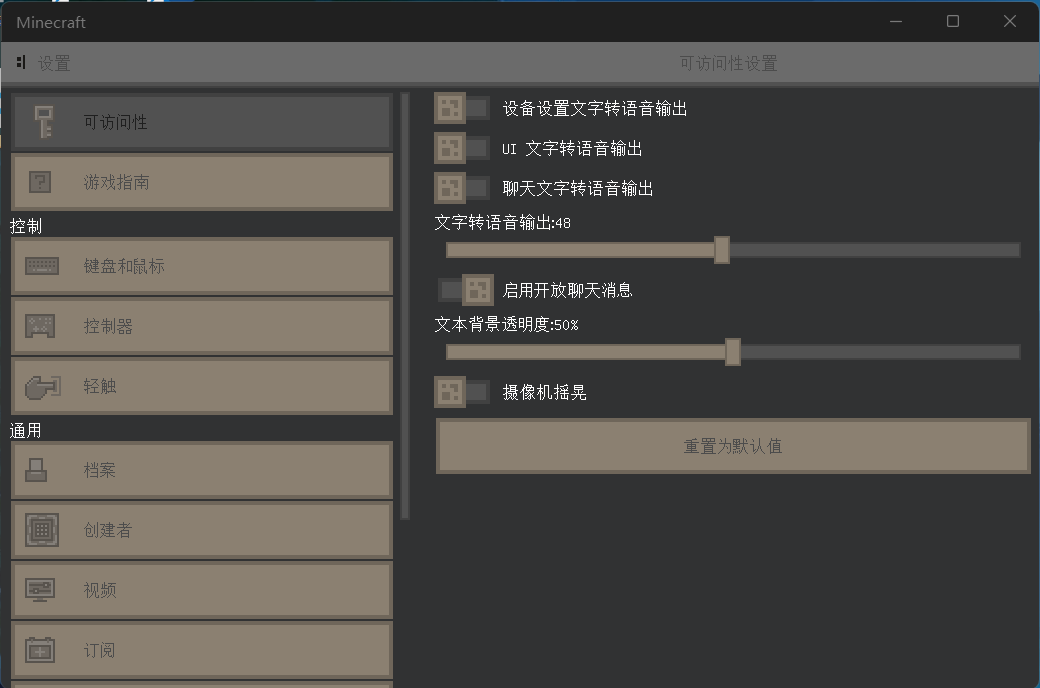 Minecraft
设置
可访问性设置
可访问性
游戏指南
控制
键盘和鼠标
控制器
轻触
通用
档案
创建者
视频
订阅
设备设置文字转语音输出
UI 文字转语音输出
聊天文字转语音输出
文字转语音输出:48
启用开放聊天消息
文本背景透明度:50%
摄像机摇晃
重置为默认值